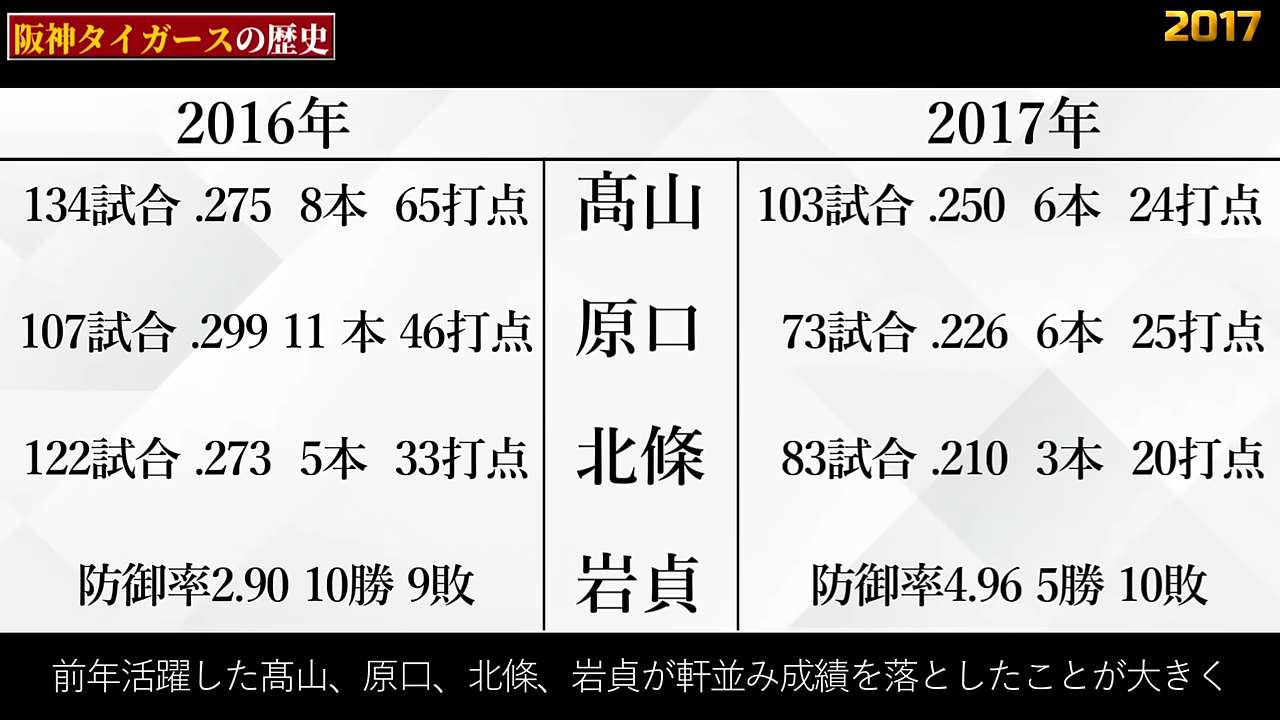 阪神タイガースの歴史
2017
2016年 2017年
134試合 .275 8本 65打点 髙山 103試合 .250 6本 24打点
107試合 .299 11 本 46打点 原口 73試合 .226 6本 25打点
122試合 .273 5本 33打点 北條 83試合 .210 3本 20打点
防御率2.90 10勝 9敗 岩貞 防御率4.96 5勝 10敗
前年活躍した髙山、原口、北條、岩貞が軒並み成績を落としたことが大きく